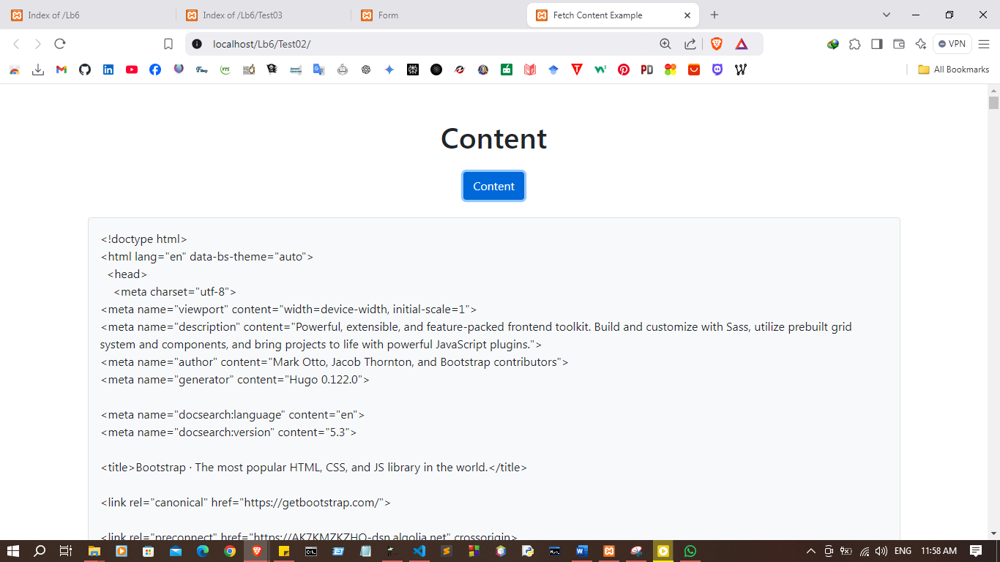 Index of /Lb6
Index of /Lb6/Test03
Form
Fetch Content Example
localhost/Lb6/Test02/
VPN
All Bookmarks
Content
Content
<!doctype html>
<html lang="en" data-bs-theme="auto">
<head>
<meta charset="utf-8">
<meta name="viewport" content="width=device-width, initial-scale=1">
<meta name="description" content="Powerful, extensible, and feature-packed frontend toolkit. Build and customize with Sass, utilize prebuilt grid
system and components, and bring projects to life with powerful JavaScript plugins.">
<meta name="author" content="Mark Otto, Jacob Thornton, and Bootstrap contributors">
<meta name="generator" content="Hugo 0.122.0">
<meta name="docsearch:language" content="en">
<meta name="docsearch:version" content="5.3">
<title>Bootstrap · The most popular HTML, CSS, and JS library in the world.</title>
<link rel="canonical" href="https://getbootstrap.com/">
<link rel="preconnect" href="https://AK7KMZKZHQ-dsn.algolia.net" crossorigin>
ENG
11:58 AM